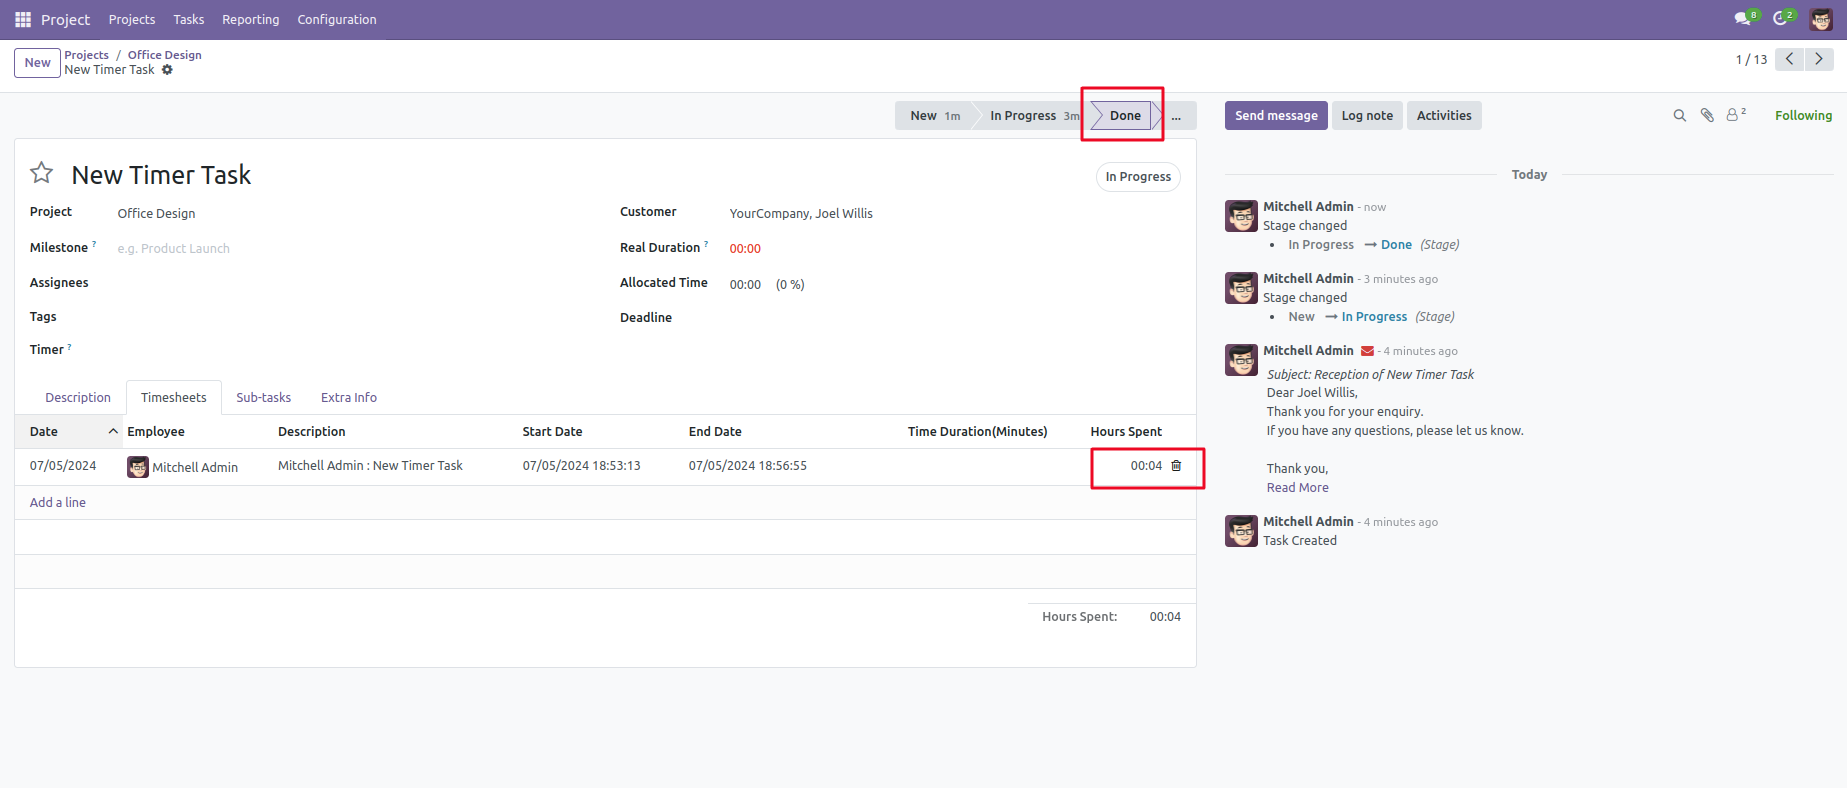 Project Projects Tasks Reporting Configuration 8 2
New Projects / Office Design
New Timer Task
1 / 13
New 1m In Progress 3m Done ...
Send message Log note Activities 2 Following
New Timer Task
In Progress
Project Office Design
Customer YourCompany, Joel Willis
Milestone ? e.g. Product Launch
Real Duration ? 00:00
Assignees
Allocated Time 00:00 (0 %)
Tags
Deadline
Timer ?
Description Timesheets Sub-tasks Extra Info
Date Employee Description Start Date End Date Time Duration(Minutes) Hours Spent
07/05/2024 Mitchell Admin Mitchell Admin : New Timer Task 07/05/2024 18:53:13 07/05/2024 18:56:55 00:04
Add a line
Hours Spent: 00:04
Today
Mitchell Admin - now
Stage changed
• In Progress → Done (Stage)
Mitchell Admin - 3 minutes ago
Stage changed
• New → In Progress (Stage)
Mitchell Admin - 4 minutes ago
Subject: Reception of New Timer Task
Dear Joel Willis,
Thank you for your enquiry.
If you have any questions, please let us know.
Thank you,
Read More
Mitchell Admin - 4 minutes ago
Task Created